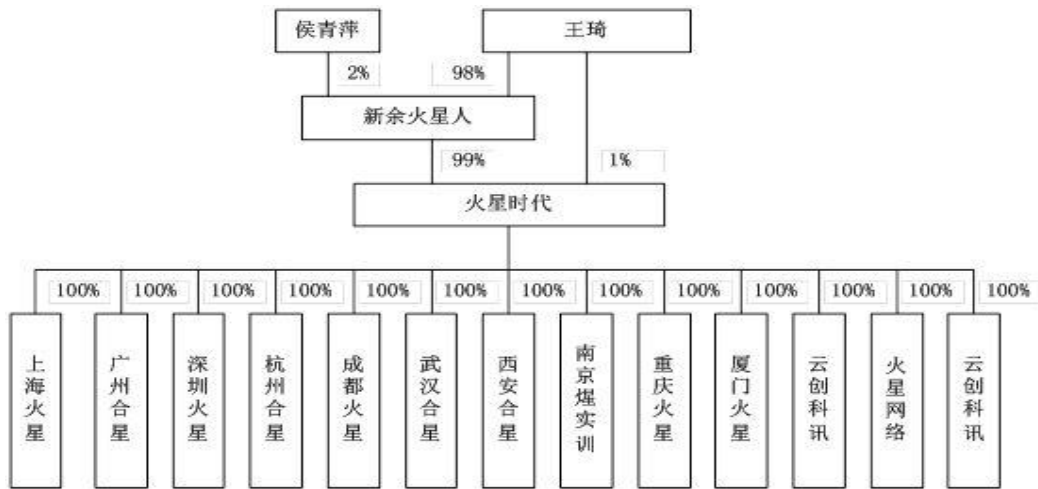 侯青萍
王琦
2%
98%
新余火星人
99%
1%
火星时代
100%
100%
100%
100%
100%
100%
100%
100%
100%
100%
100%
100%
100%
上海火星
广州合星
深圳火星
杭州合星
成都火星
武汉合星
西安合星
南京煋实训
重庆火星
厦门火星
云创科讯
火星网络
云创科讯